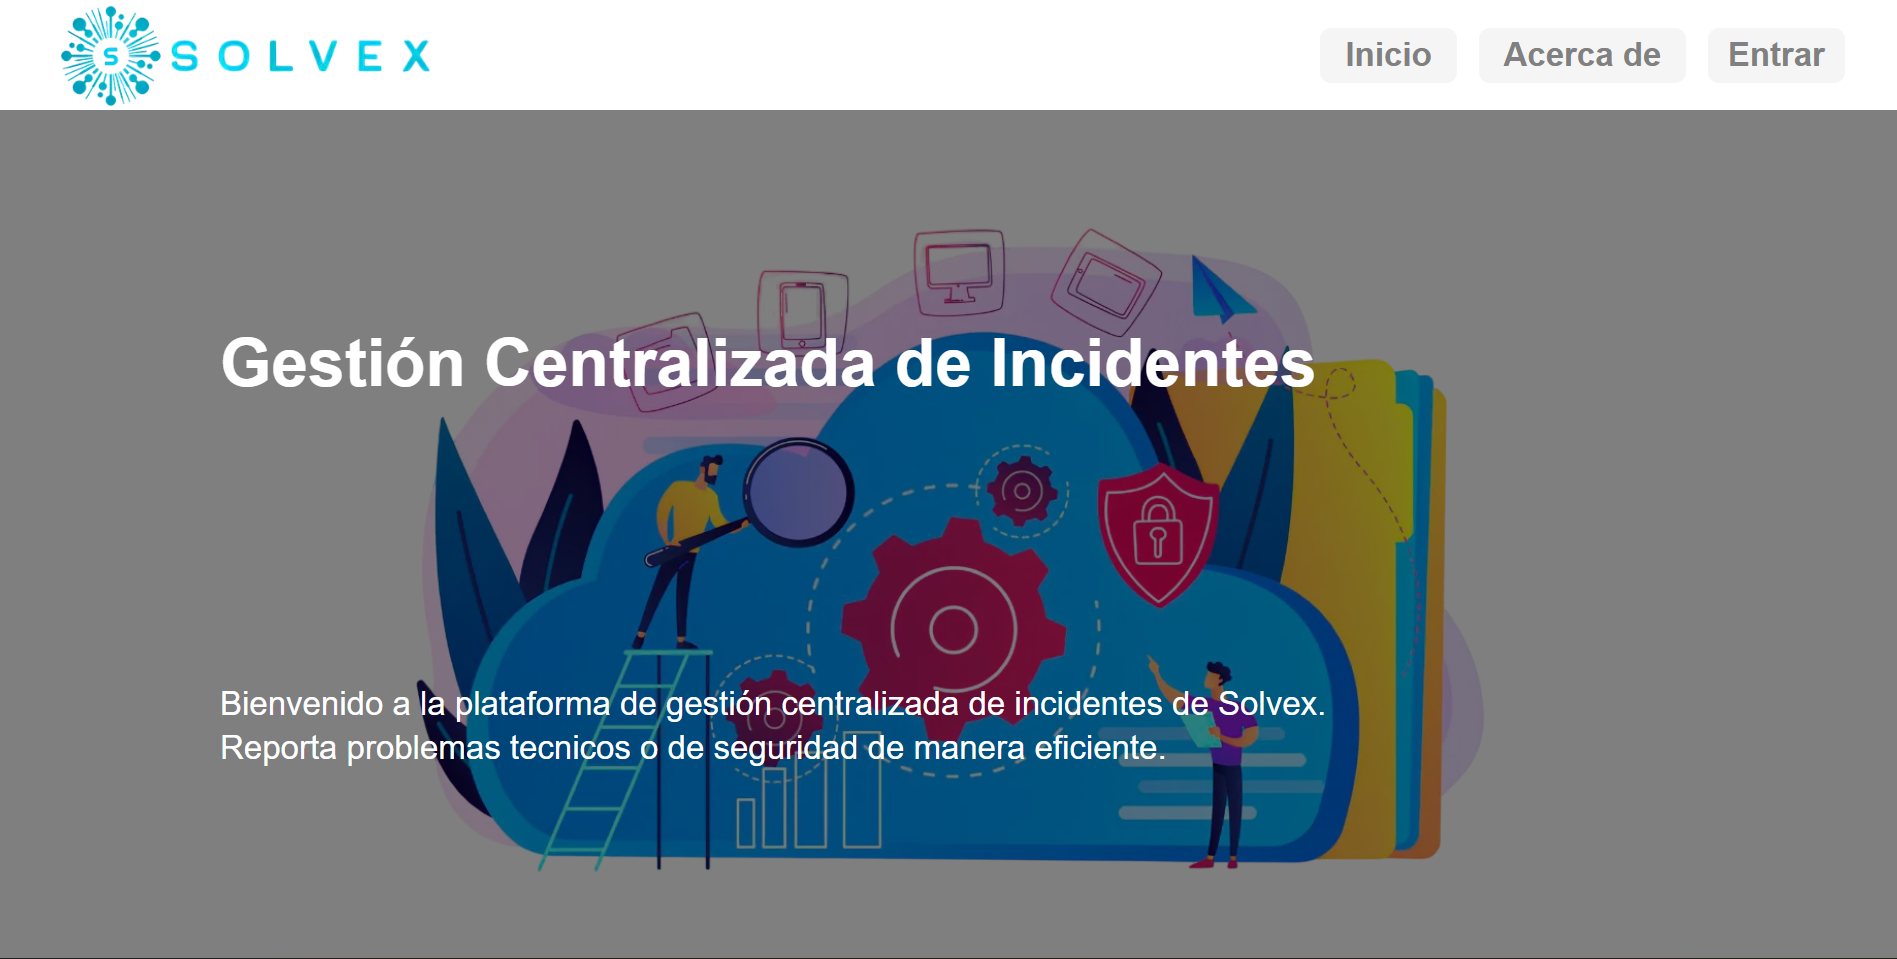 S SOLVEX
Inicio Acerca de Entrar
Gestión Centralizada de Incidentes
Bienvenido a la plataforma de gestión centralizada de incidentes de Solvex.
Reporta problemas tecnicos o de seguridad de manera eficiente.